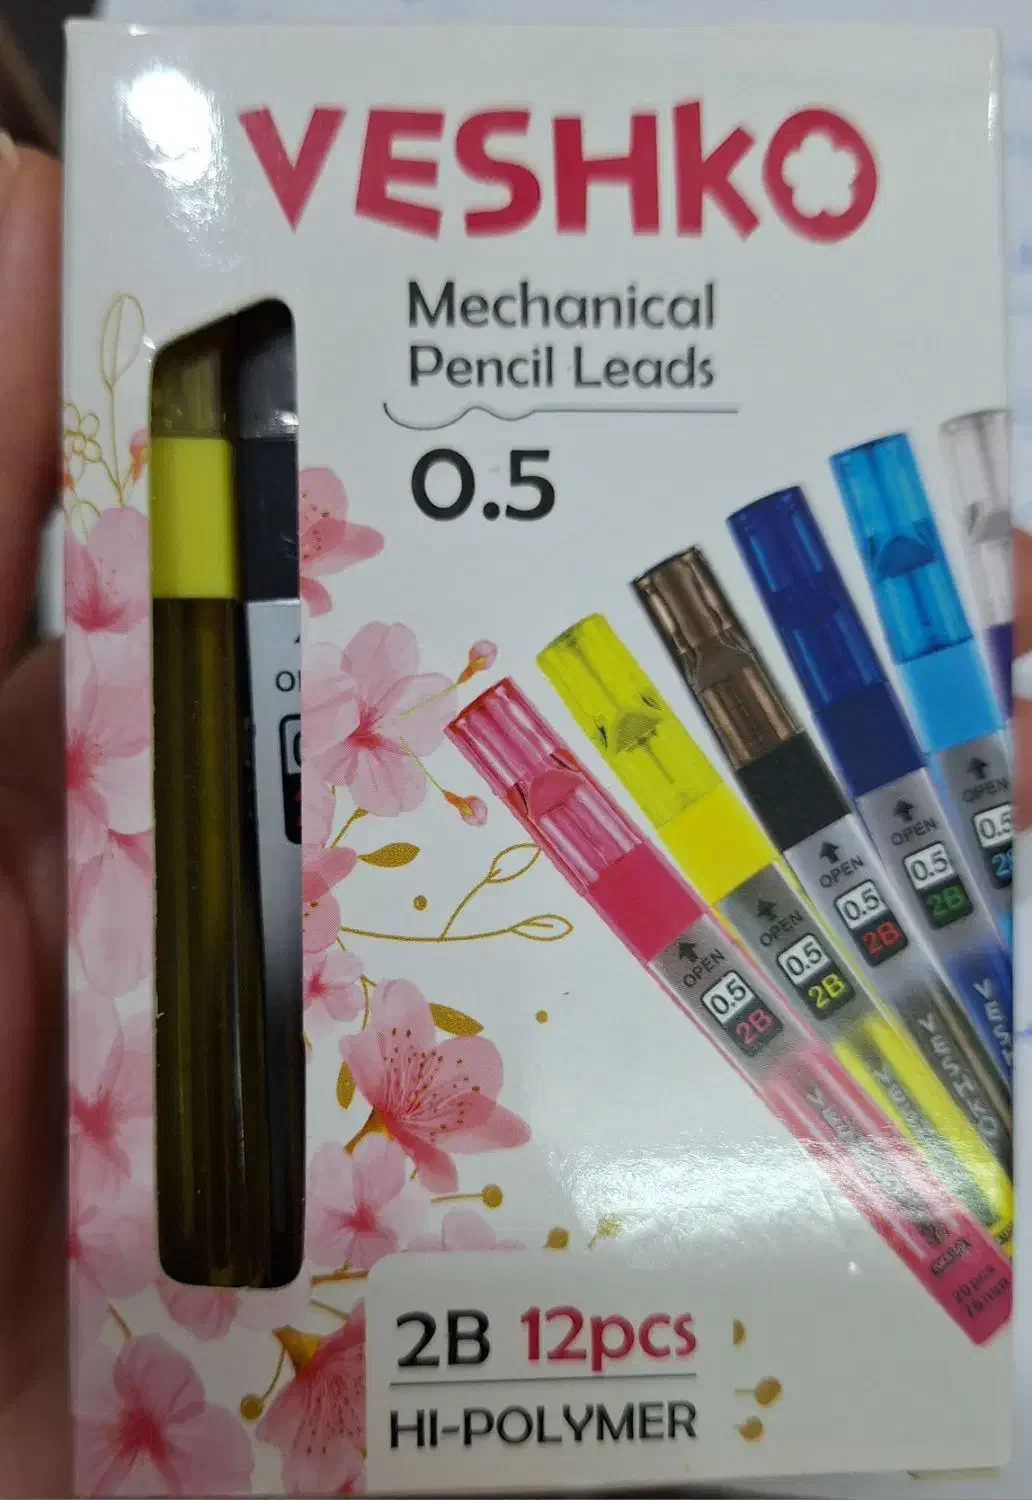 VESHKO
Mechanical
Pencil Leads
0.5
OPEN
0.5
2B
OPEN
0.5
2B
OPEN
0.5
2B
VESHKO
OPEN
0.5
2B
OPEN
0.5
2B
12pcs
HI-POLYMER